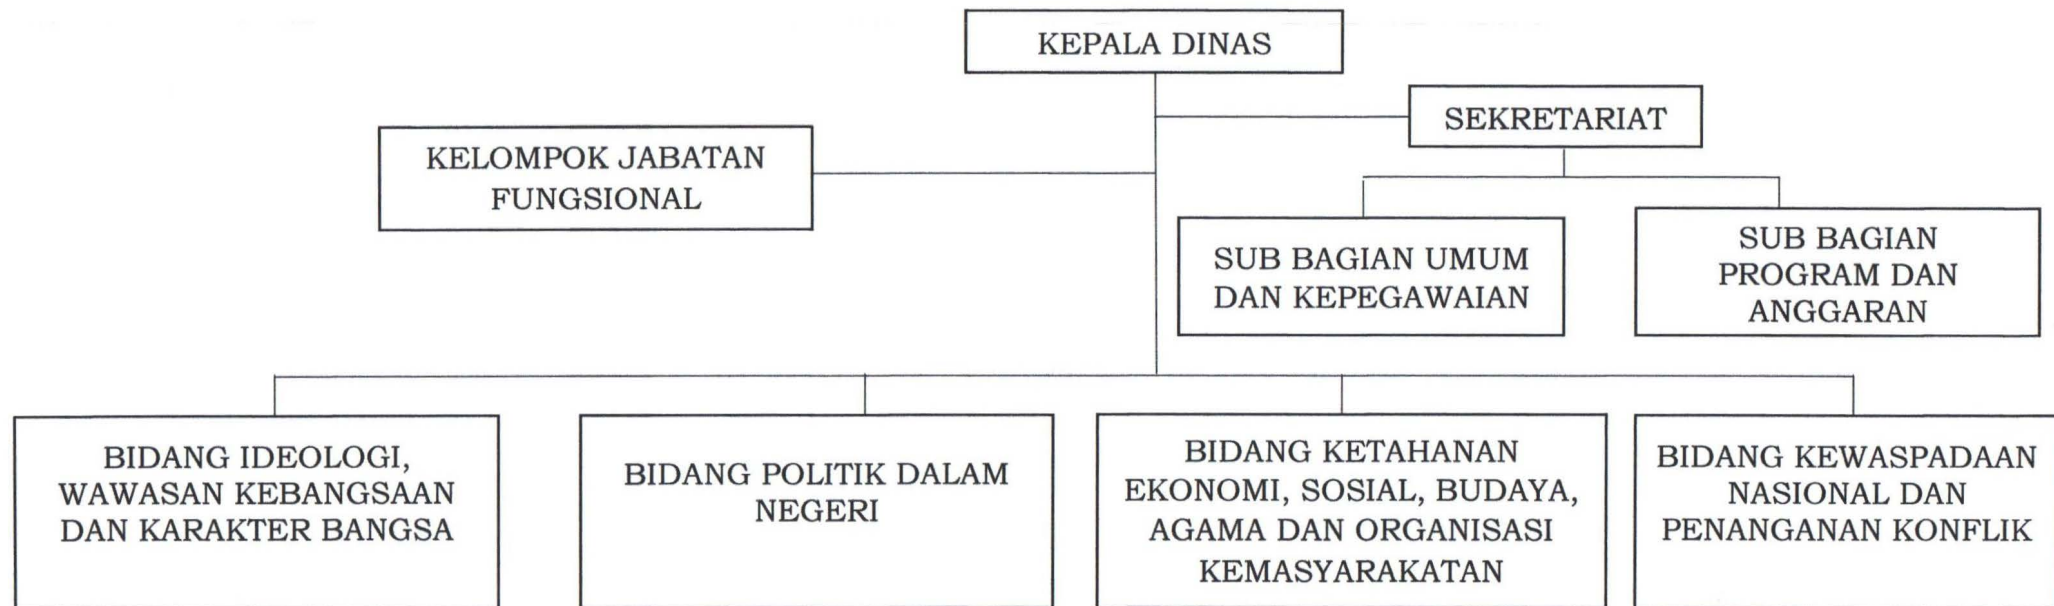 KEPALA DINAS
SEKRETARIAT
KELOMPOK JABATAN
FUNGSIONAL
SUB BAGIAN UMUM
DAN KEPEGAWAIAN
SUB BAGIAN
PROGRAM DAN
ANGGARAN
BIDANG IDEOLOGI,
WAWASAN KEBANGSAAN
DAN KARAKTER BANGSA
BIDANG POLITIK DALAM
NEGERI
BIDANG KETAHANAN
EKONOMI, SOSIAL, BUDAYA,
AGAMA DAN ORGANISASI
KEMASYARAKATAN
BIDANG KEWASPADAAN
NASIONAL DAN
PENANGANAN KONFLIK